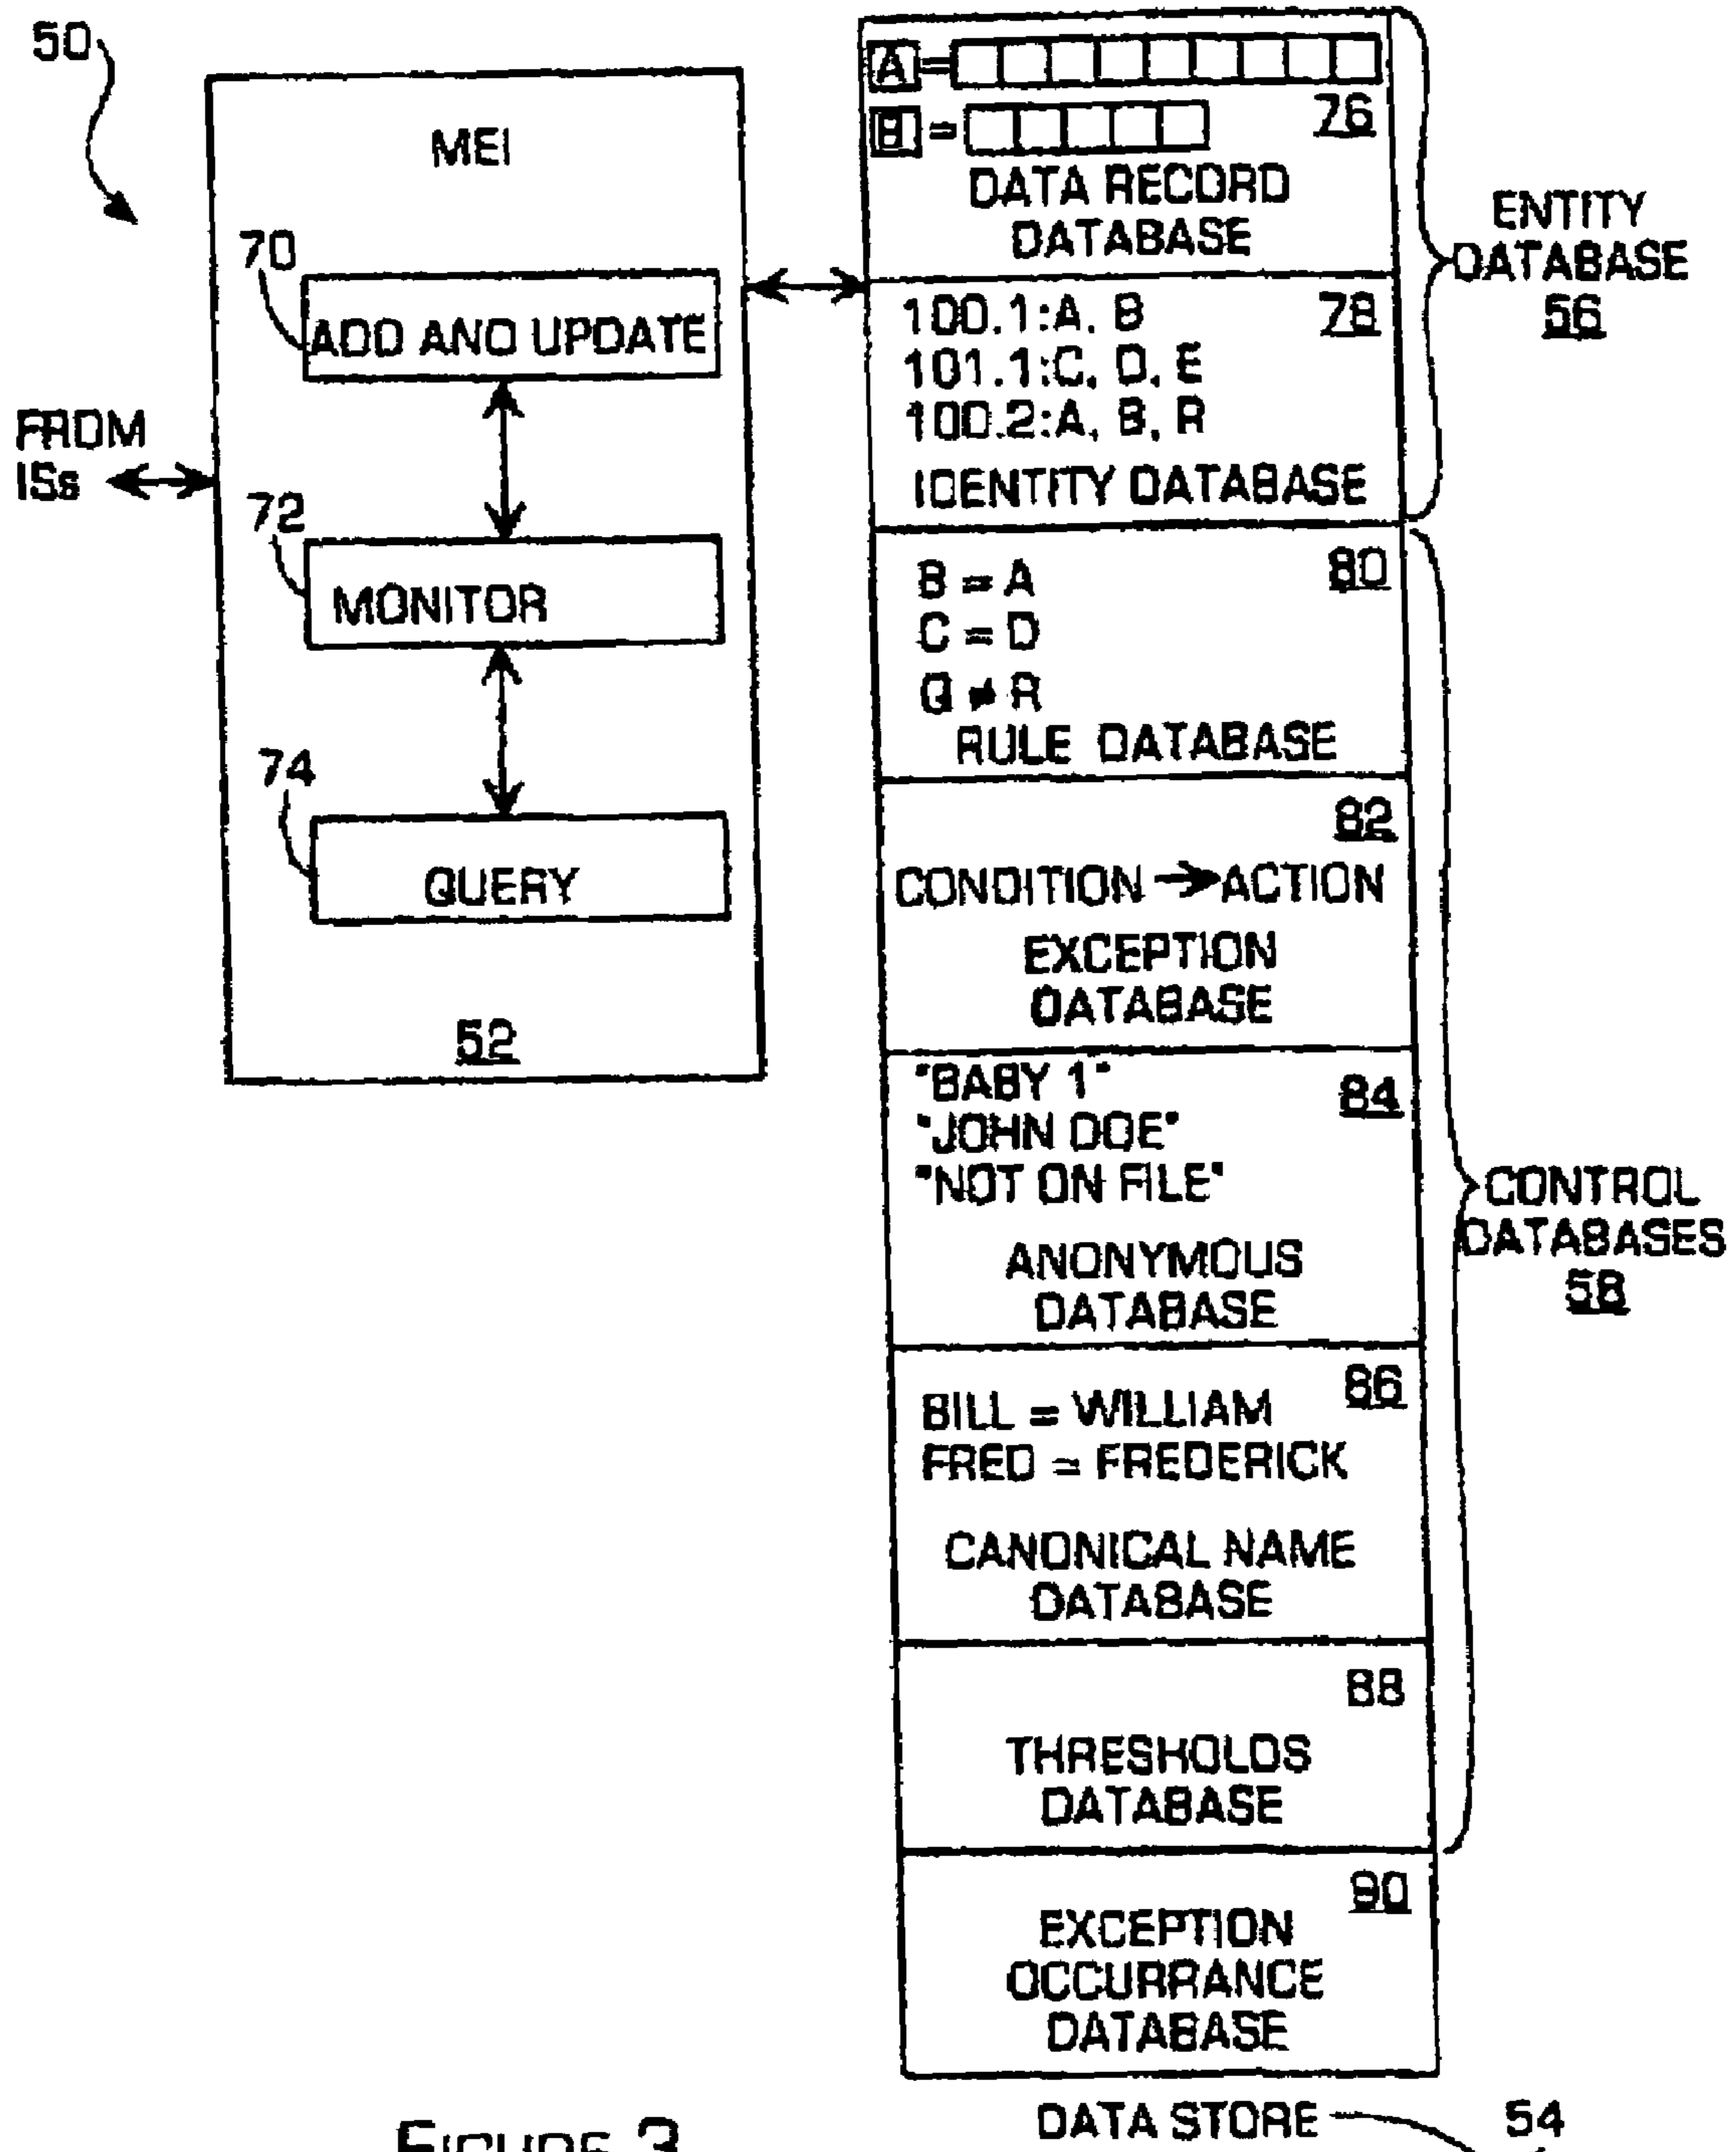 50
MEI
70
ADD AND UPDATE
FROM
ISs
72
MONITOR
74
QUERY
52
A =
B =
76
DATA RECORD
DATABASE
ENTITY
DATABASE
56
100.1:A, B
78
101.1:C, D, E
100.2:A, B, R
IDENTITY DATABASE
B = A
80
C = D
Q ≠ R
RULE DATABASE
82
CONDITION → ACTION
EXCEPTION
DATABASE
"BABY 1"
84
"JOHN DOE"
"NOT ON FILE"
ANONYMOUS
DATABASE
CONTROL
DATABASES
58
86
BILL = WILLIAM
FRED = FREDERICK
CANONICAL NAME
DATABASE
88
THRESHOLDS
DATABASE
90
EXCEPTION
OCCURRANCE
DATABASE
DATA STORE
54
FIGURE 3